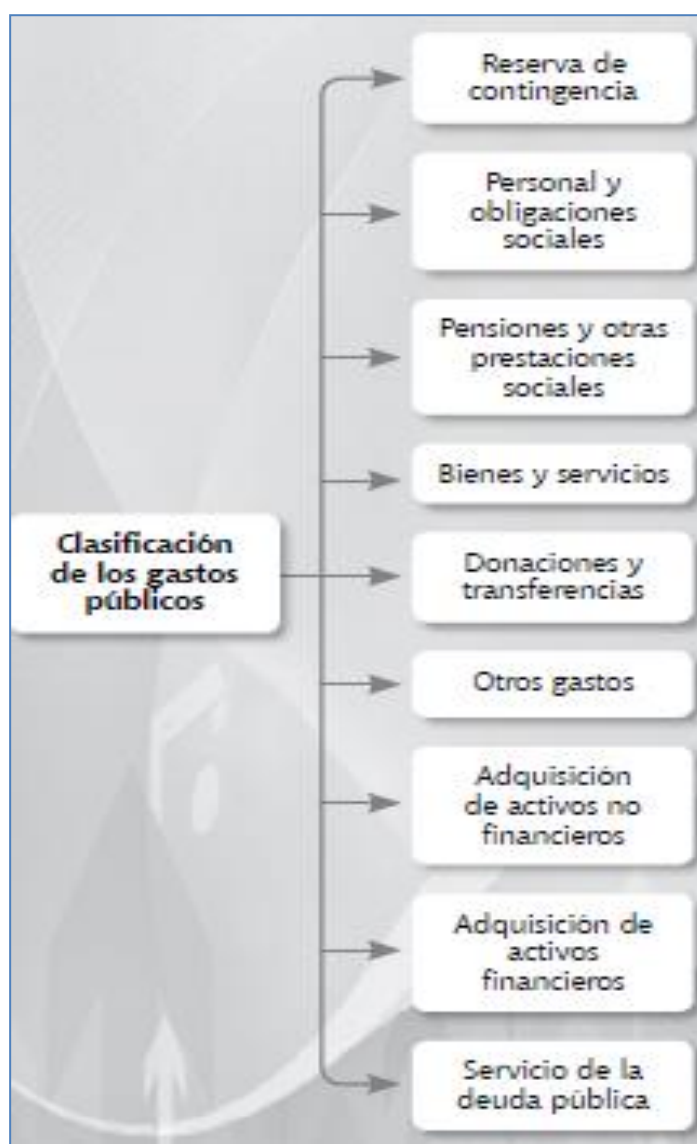 Reserva de
contingencia
Personal y
obligaciones
sociales
Pensiones y otras
prestaciones
sociales
Bienes y servicios
Clasificación
de los gastos
públicos
Donaciones y
transferencias
Otros gastos
Adquisición
de activos no
financieros
Adquisición de
activos
financieros
Servicio de la
deuda pública